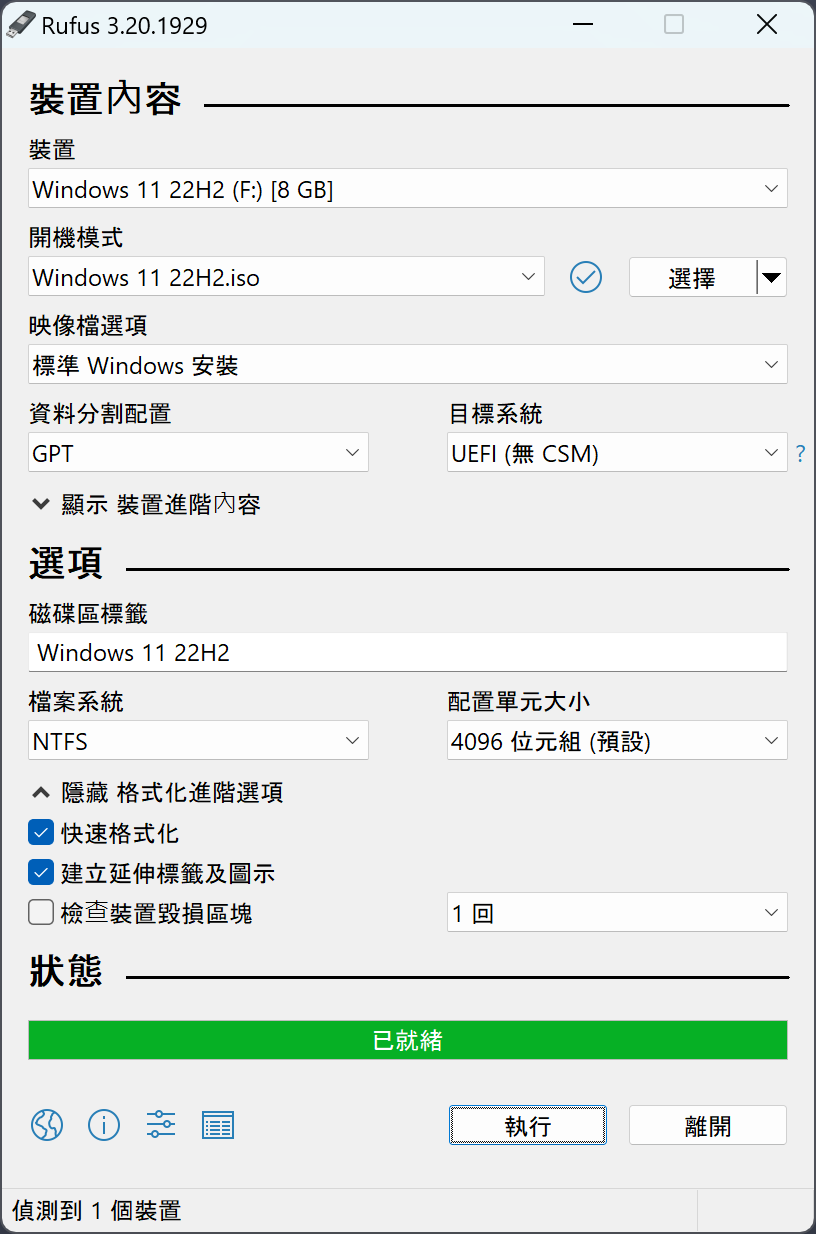 Rufus 3.20.1929
裝置內容
裝置
Windows 11 22H2 (F:) [8 GB]
開機模式
Windows 11 22H2.iso
選擇
映像檔選項
標準 Windows 安裝
資料分割配置
目標系統
GPT
UEFI (無 CSM)
?
顯示 裝置進階內容
選項
磁碟區標籤
Windows 11 22H2
檔案系統
配置單元大小
NTFS
4096 位元組 (預設)
隱藏 格式化進階選項
快速格式化
建立延伸標籤及圖示
檢查裝置毀損區塊
1 回
狀態
已就緒
執行
離開
偵測到 1 個裝置